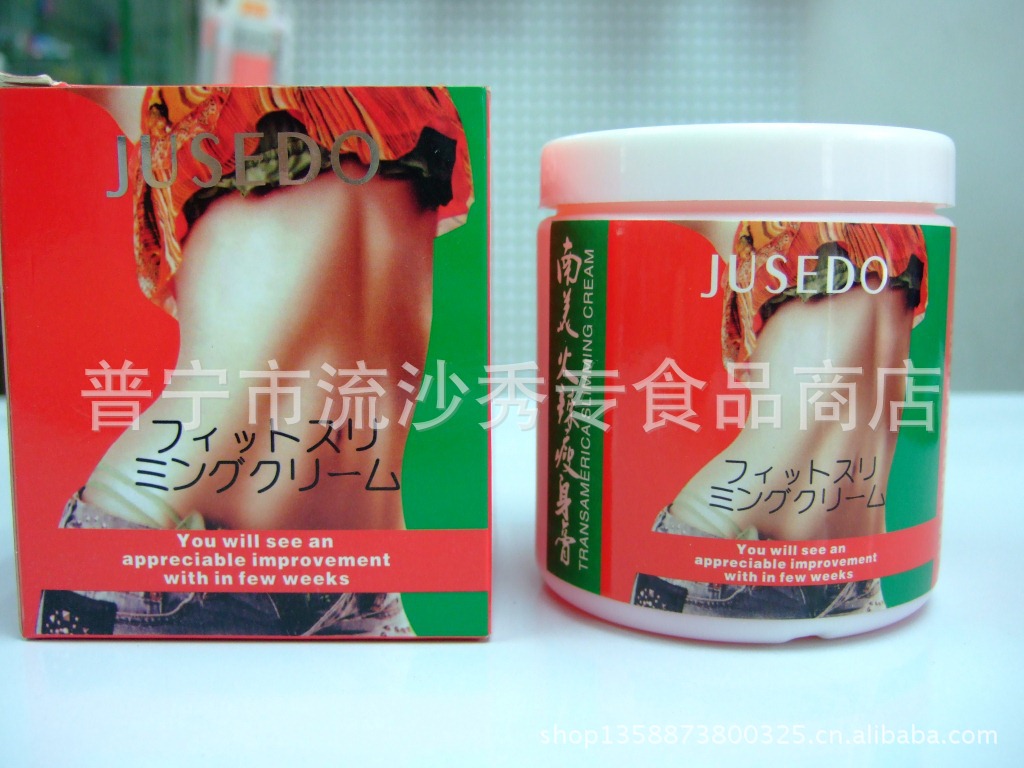 JUSEDO
フィットスリ
ミングクリーム
You will see an
appreciable improvement
with in few weeks
JUSEDO
TRANSAMERICA SLIMMING CREAM
フィットスリ
ミングクリーム
You will see an
appreciable improvement
with in few weeks
普宁市流沙秀专食品商店
shop13588738003​25.cn.alibaba.com